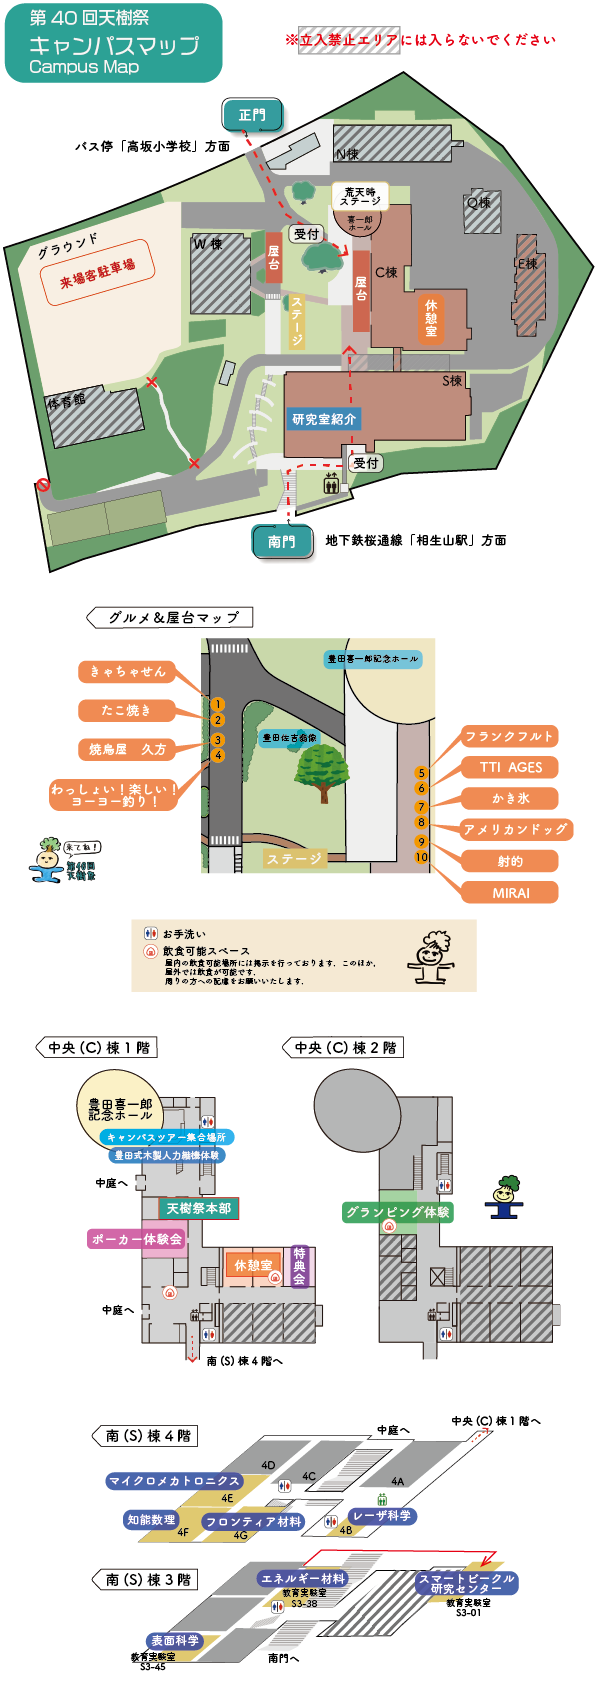 第40回天樹祭
キャンパスマップ
Campus Map
※立入禁止エリアには入らないでください
正門
バス停「高坂小学校」方面
N棟
荒天時
ステージ
喜一郎
ホール
O棟
グラウンド
W棟
受付
屋台
屋台
C棟
E棟
来場客駐車場
休憩室
ステージ
S棟
体育館
研究室紹介
受付
南門
地下鉄桜通線「相生山駅」方面
グルメ＆屋台マップ
豊田喜一郎記念ホール
きゃちゃせん
1
たこ焼き
2
焼鳥屋 久方
3
わっしょい！楽しい！
ヨーヨー釣り！
4
豊田佐吉翁像
フランクフルト
5
TTI AGES
6
かき氷
7
アメリカンドッグ
8
射的
9
MIRAI
10
ステージ
来てね！
第40回
天樹祭
お手洗い
飲食可能スペース
屋内の飲食可能場所には掲示を行っております．このほか，
屋外では飲食が可能です．
周りの方への配慮をお願いいたします．
中央（C）棟1階
豊田喜一郎
記念ホール
キャンパスツアー集合場所
豊田式木製人力織機体験
中庭へ
天樹祭本部
ポーカー体験会
休憩室
特典会
中庭へ
南（S）棟4階へ
中央（C）棟2階
グランピング体験
南（S）棟4階
中庭へ
中央（C）棟1階へ
4D
4C
4A
マイクロメカトロニクス
4E
知能数理
4F
フロンティア材料
4G
レーザ科学
4B
南（S）棟3階
エネルギー材料
教育実験室
S3-38
スマートビークル
研究センター
教育実験室
S3-01
表面科学
教育実験室
S3-45
南門へ